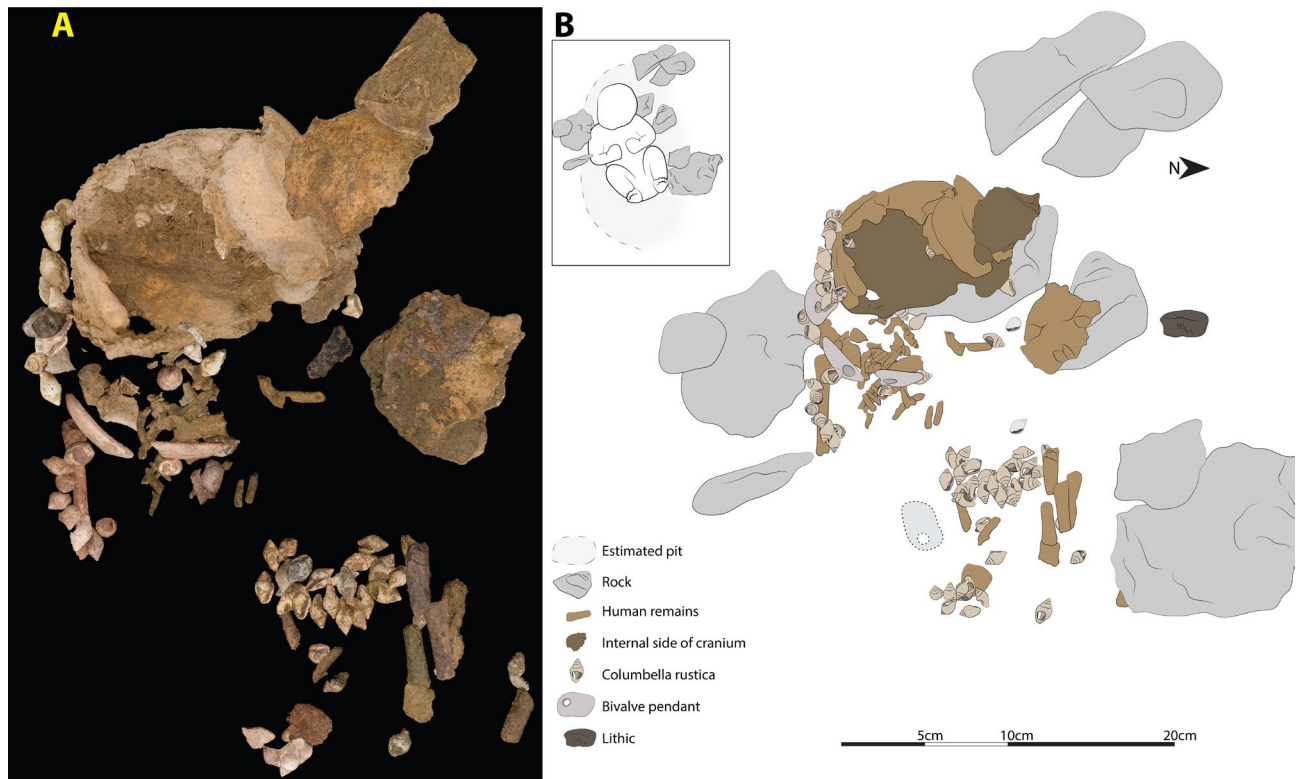 A
B
N
Estimated pit
Rock
Human remains
Internal side of cranium
Columbella rustica
Bivalve pendant
Lithic
5cm 10cm 20cm